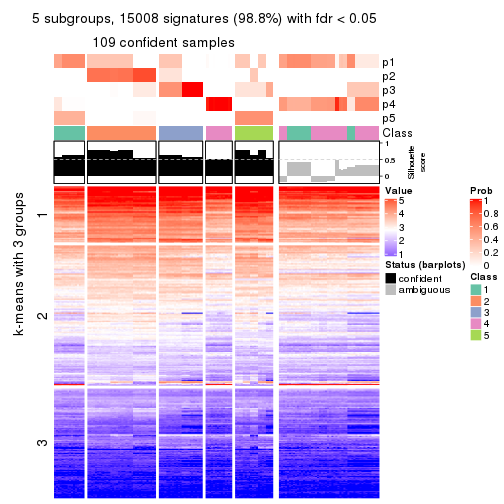 5 subgroups, 15008 signatures (98.8%) with fdr < 0.05
109 confident samples
p1
p2
p3
p4
p5
Class
1
0.5
0
Silhouette
score
k-means with 3 groups
1
2
3
Value
5
4
3
2
1
Status (barplots)
confident
ambiguous
Prob
1
0.8
0.6
0.4
0.2
0
Class
1
2
3
4
5